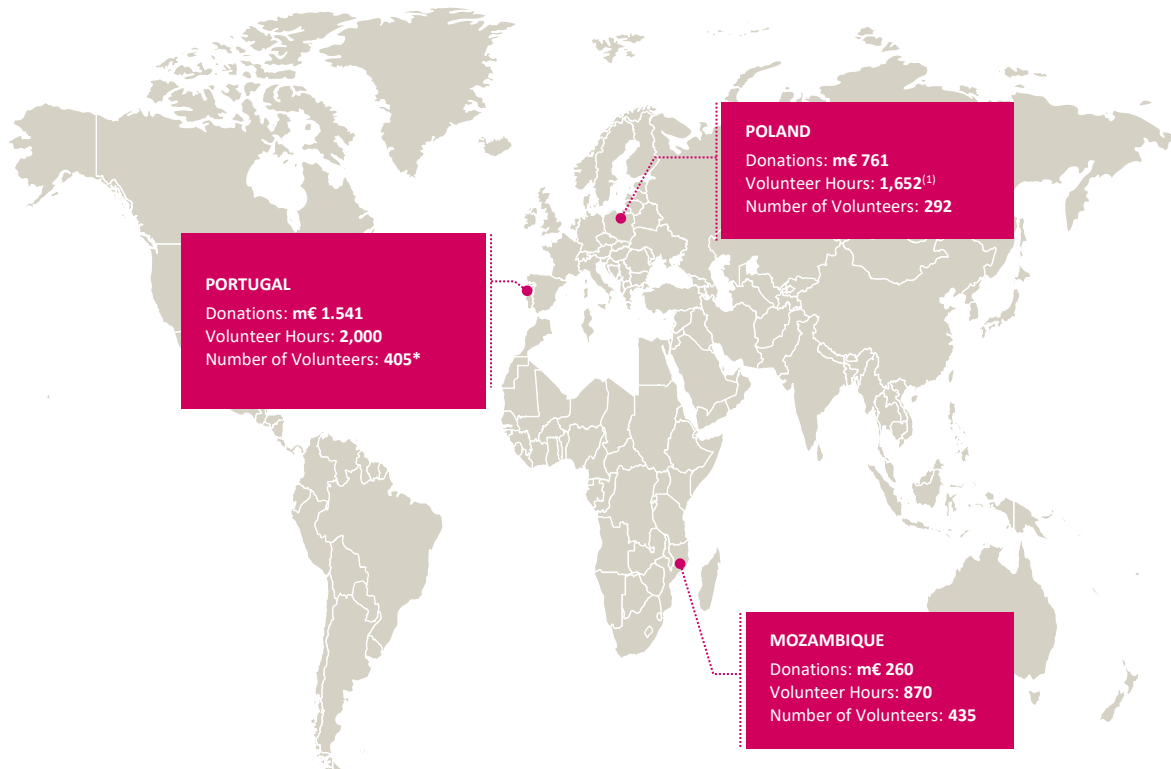 POLAND
Donations: m€ 761
Volunteer Hours: 1,652(1)
Number of Volunteers: 292
PORTUGAL
Donations: m€ 1.541
Volunteer Hours: 2,000
Number of Volunteers: 405*
MOZAMBIQUE
Donations: m€ 260
Volunteer Hours: 870
Number of Volunteers: 435